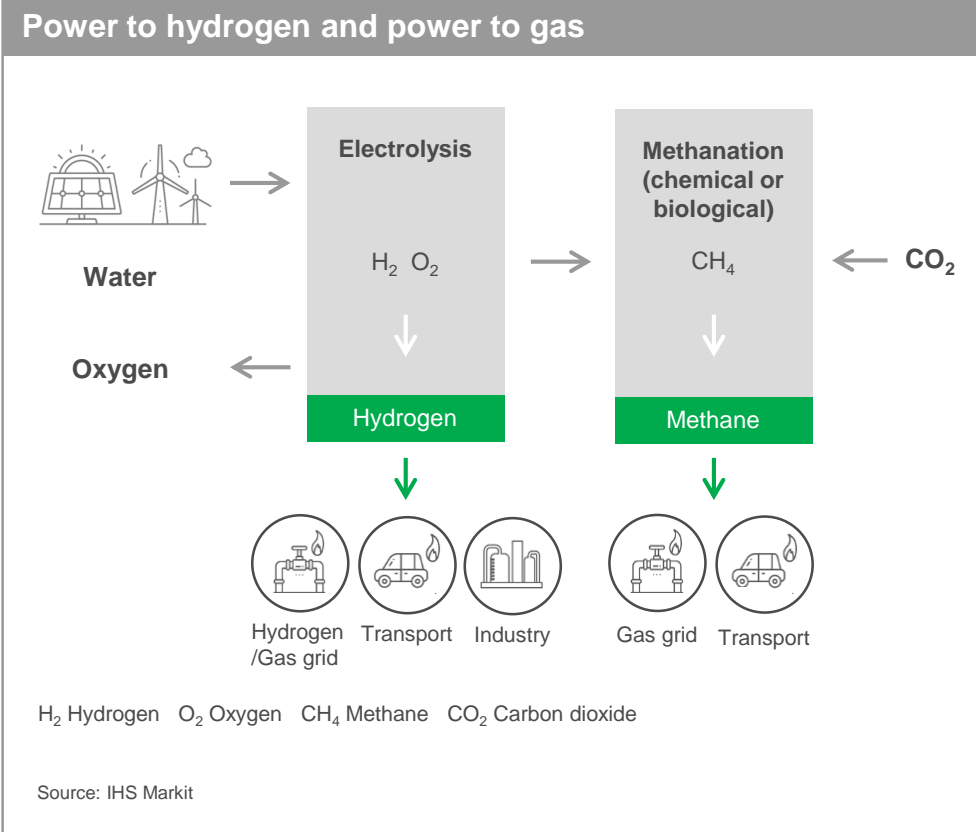 Power to hydrogen and power to gas
Electrolysis
Methanation
(chemical or
biological)
Water
H₂ O₂
CH₄
CO₂
Oxygen
Hydrogen
Methane
Hydrogen
/Gas grid
Transport
Industry
Gas grid
Transport
H₂ Hydrogen O₂ Oxygen CH₄ Methane CO₂ Carbon dioxide
Source: IHS Markit